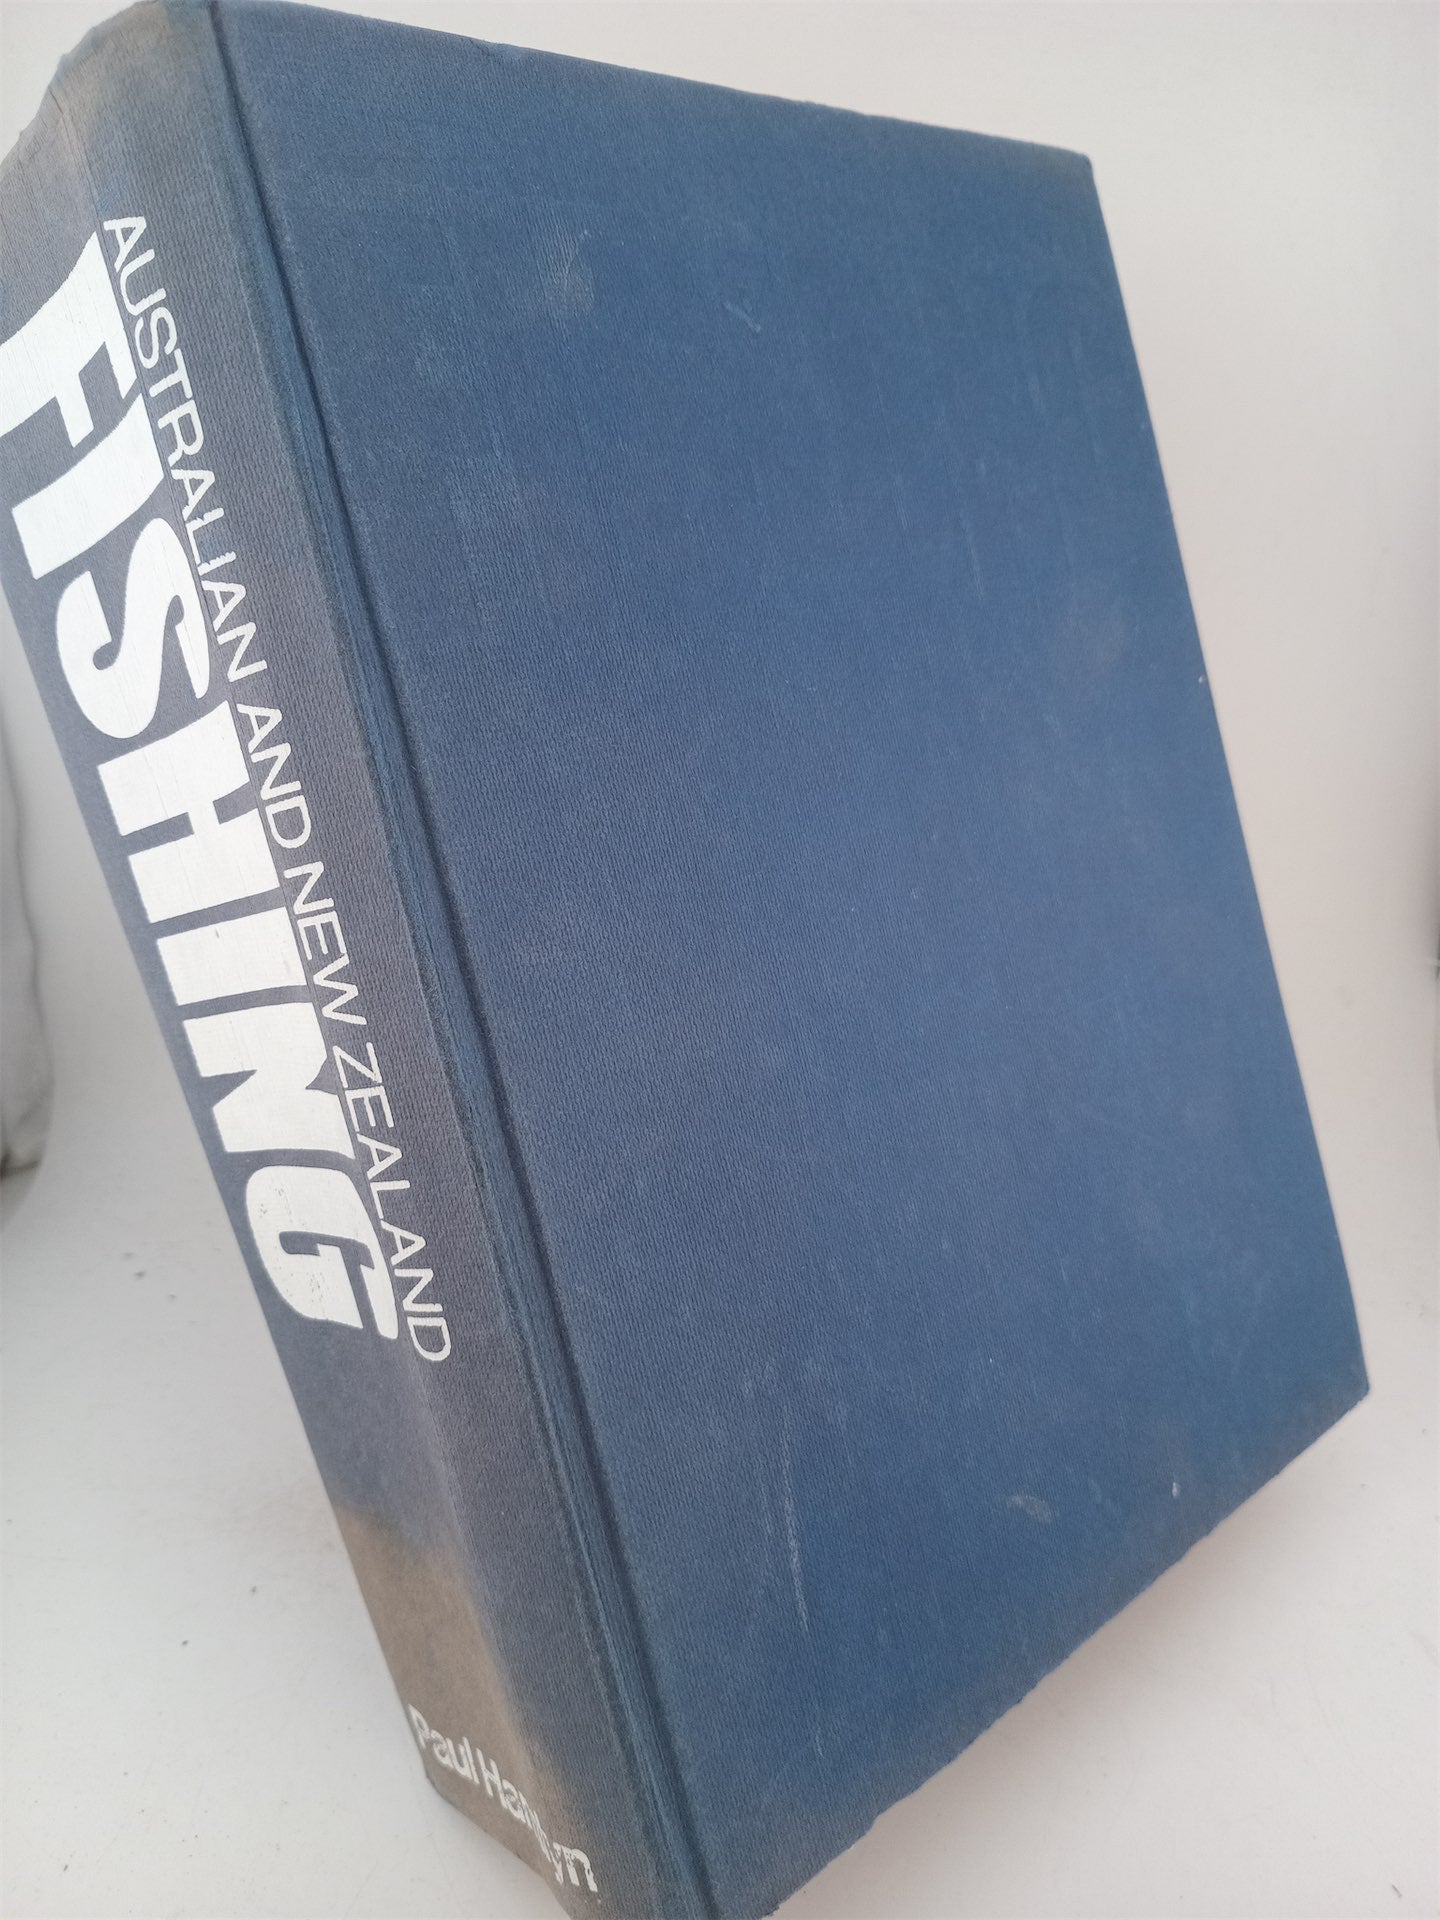 AUSTRALIAN AND NEW ZEALAND
FISHING
Paul Hamlyn